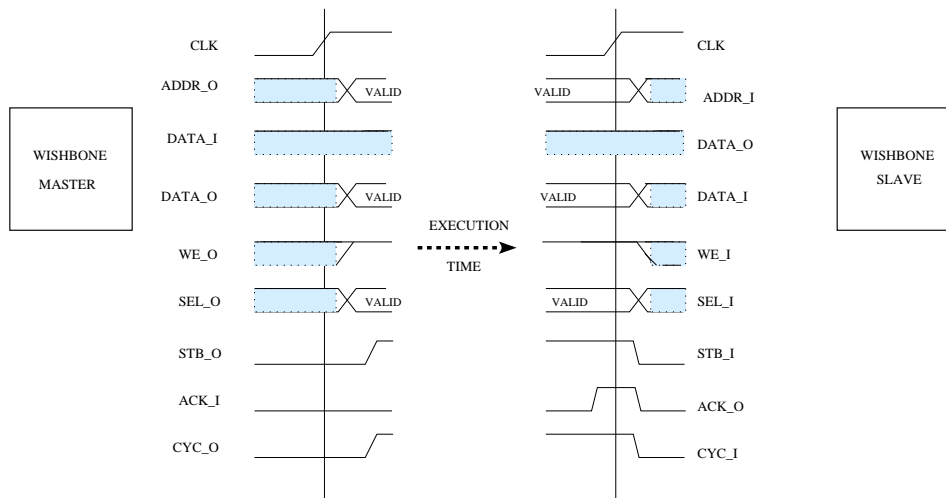 CLK
CLK
ADDR_O
VALID
VALID
ADDR_I
DATA_I
DATA_O
WISHBONE
MASTER
WISHBONE
SLAVE
DATA_O
VALID
VALID
DATA_I
EXECUTION
TIME
WE_O
WE_I
SEL_O
VALID
VALID
SEL_I
STB_O
STB_I
ACK_I
ACK_O
CYC_O
CYC_I